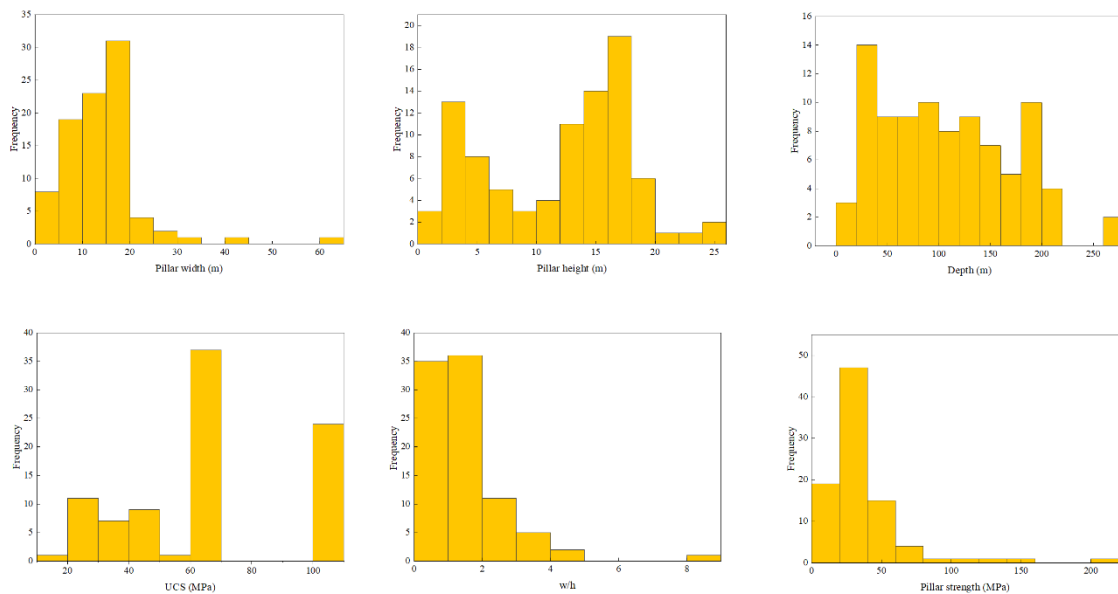 35
30
25
20
15
10
5
0
Frequency
0 10 20 30 40 50 60
Pillar width (m)
20
18
16
14
12
10
8
6
4
2
0
Frequency
0 5 10 15 20 25
Pillar height (m)
16
14
12
10
8
6
4
2
0
Frequency
0 50 100 150 200 250
Depth (m)
40
35
30
25
20
15
10
5
0
Frequency
20 40 60 80 100
UCS (MPa)
40
35
30
25
20
15
10
5
0
Frequency
0 2 4 6 8
w/h
50
40
30
20
10
0
Frequency
0 50 100 150 200
Pillar strength (MPa)